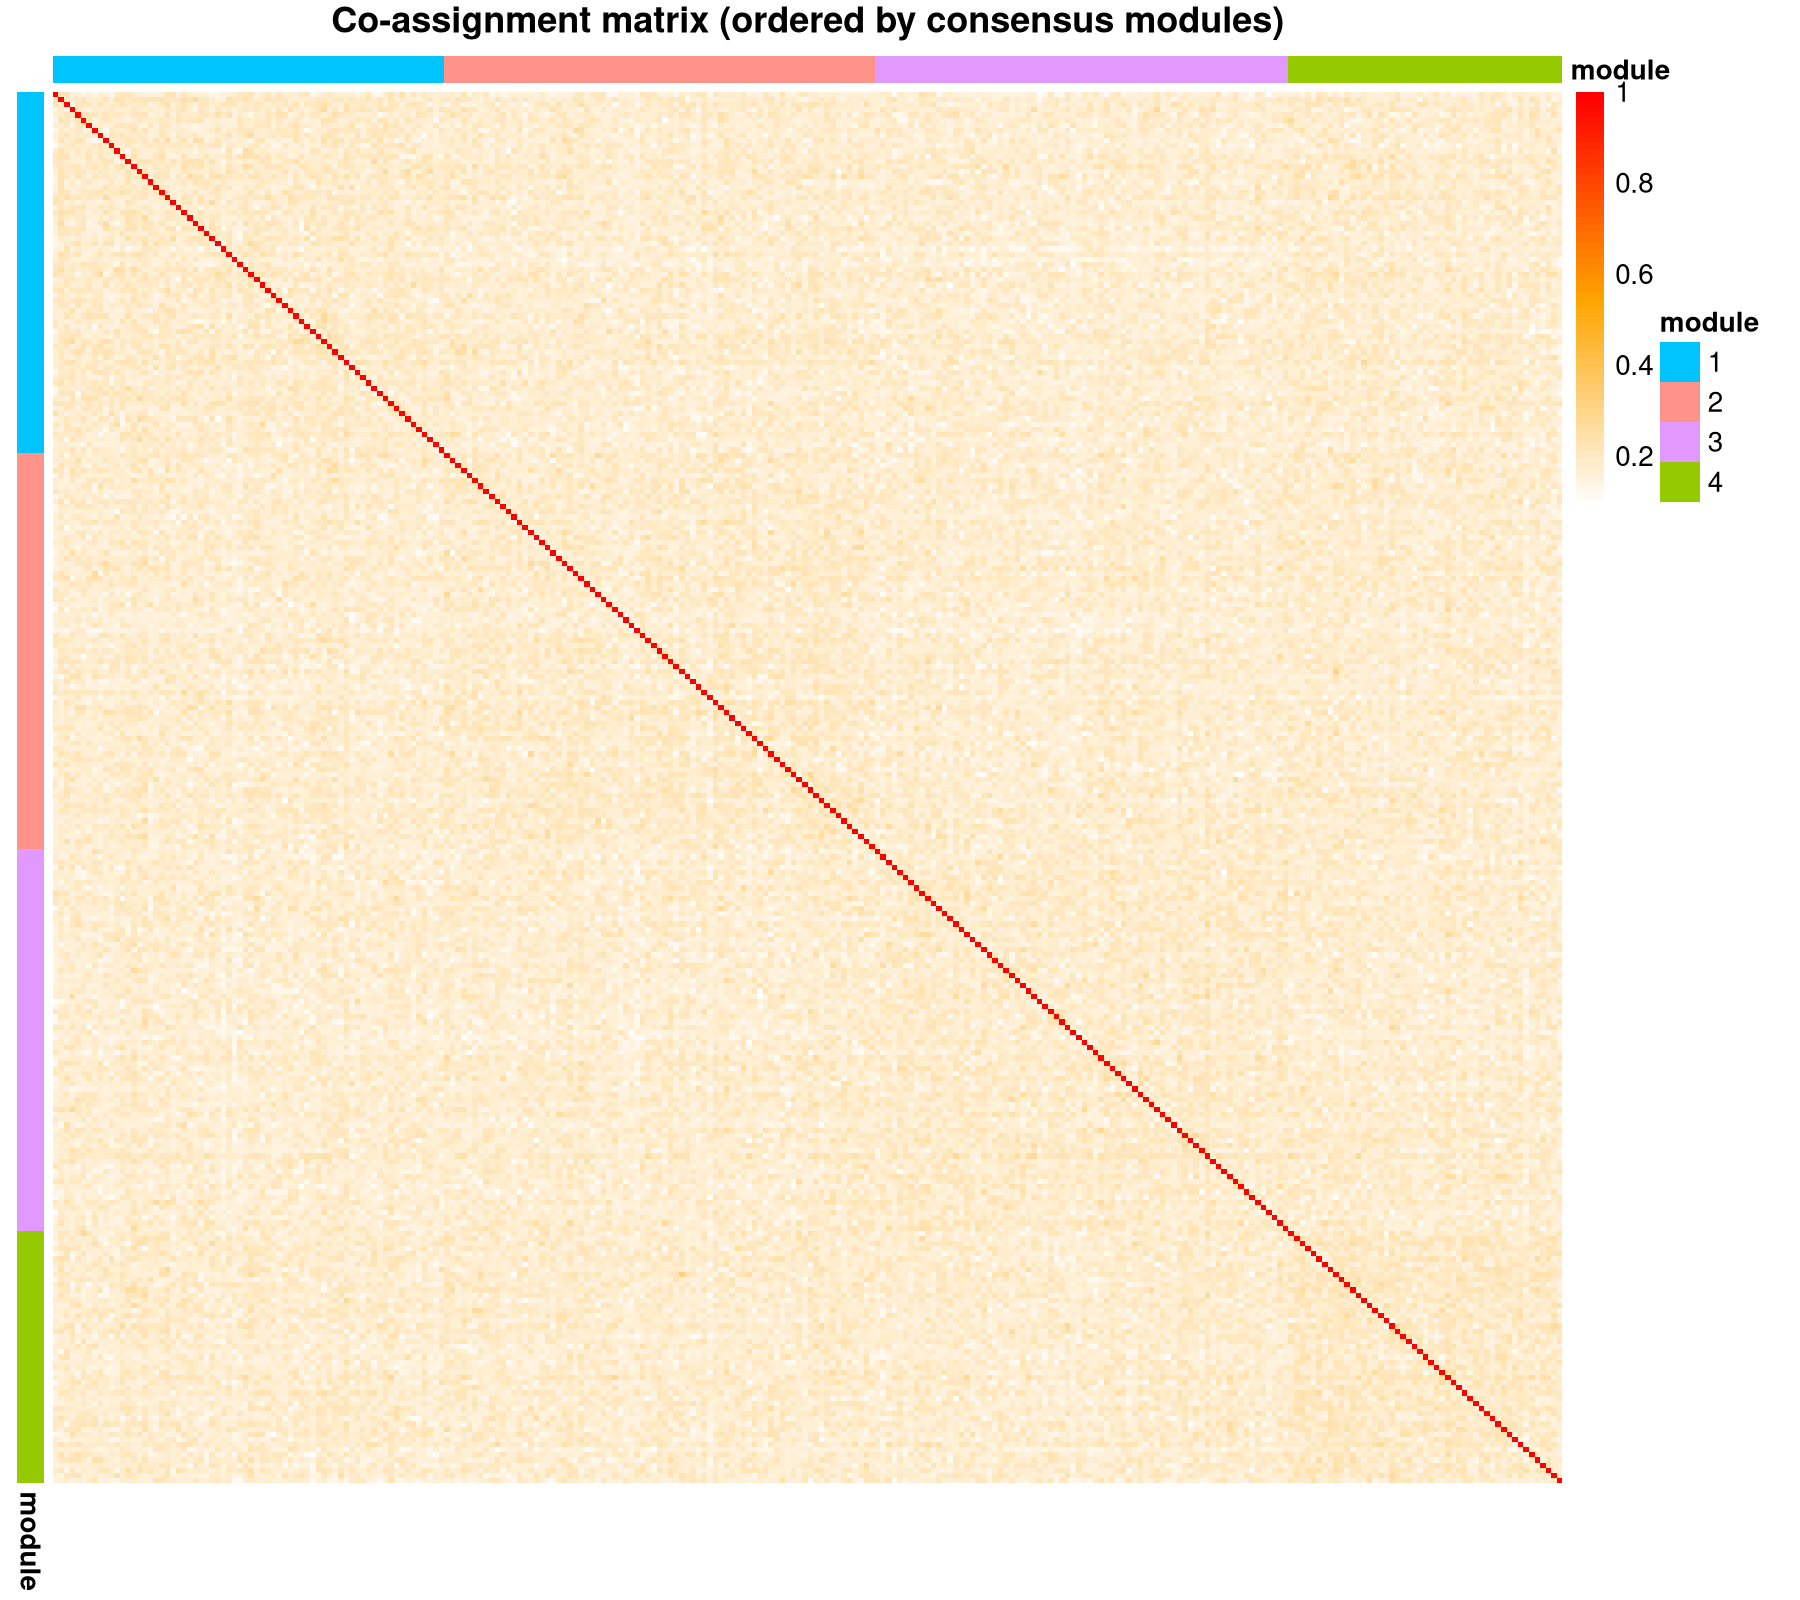 Co-assignment matrix (ordered by consensus modules)
module
1
0.8
0.6
0.4
0.2
module
1
2
3
4
module